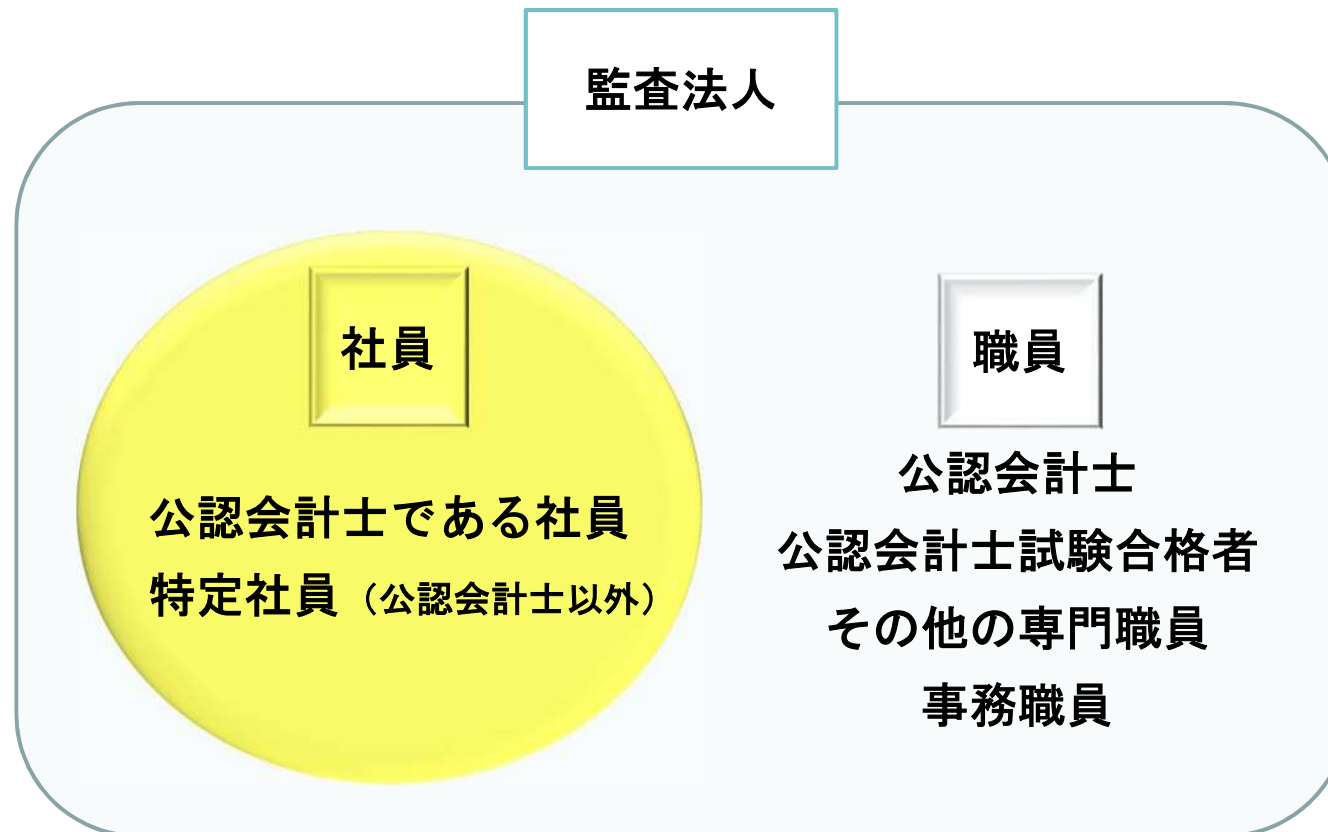 監査法人
社員
公認会計士である社員
特定社員（公認会計士以外）
職員
公認会計士
公認会計士試験合格者
その他の専門職員
事務職員